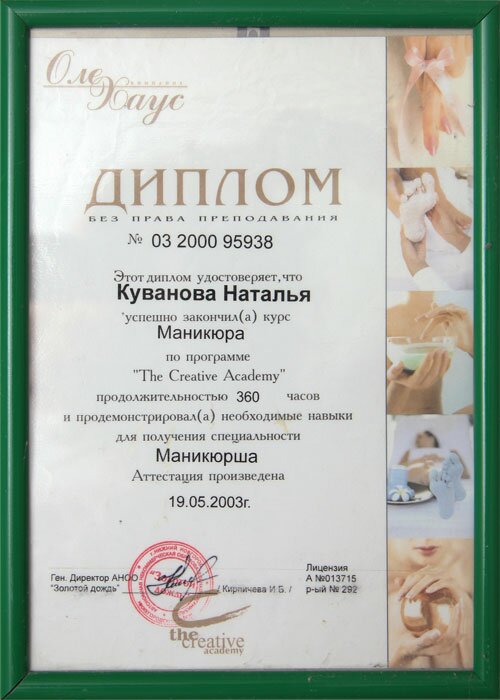 Оле
компания
Хаус
ДИПЛОМ
БЕЗ ПРАВА ПРЕПОДАВАНИЯ
№ 03 2000 95938
Этот диплом удостоверяет, что
Куванова Наталья
успешно закончил(а) курс
Маникюра
по программе
"The Creative Academy"
продолжительностью 360 часов
и продемонстрировал(а) необходимые навыки
для получения специальности
Маникюрша
Аттестация произведена
19.05.2003г.
Ген. Директор АНОО
"Золотой дождь" / Кирпичева И.Б. /
Лицензия
А №013715
р-ый № 292
the
creative
academy